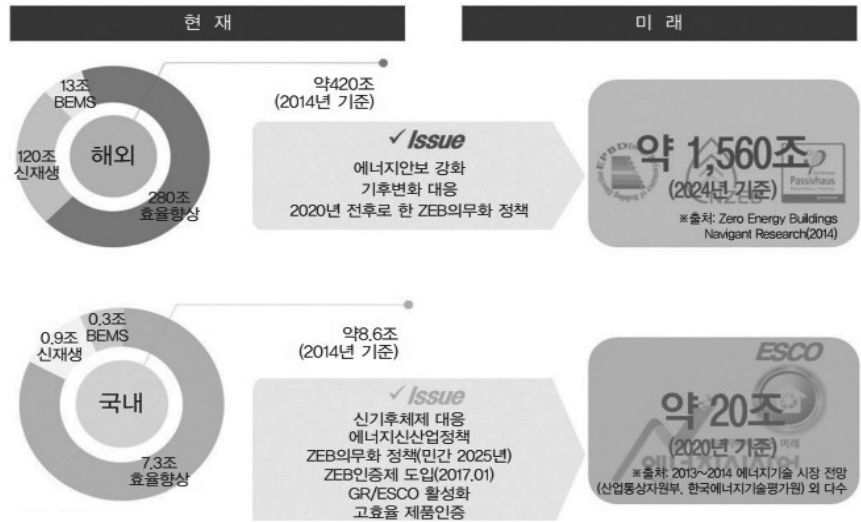 현 재
미 래
13조
BEMS
120조
신재생
해외
280조
효율향상
약420조
(2014년 기준)
✓ Issue
에너지안보 강화
기후변화 대응
2020년 전후로 한 ZEB의무화 정책
약 1,560조
(2024년 기준)
EPBD
NZEB
Passivhaus
※출처: Zero Energy Buildings
Navigant Research(2014)
0.3조
BEMS
0.9조
신재생
국내
7.3조
효율향상
약8.6조
(2014년 기준)
✓ Issue
신기후체제 대응
에너지신산업정책
ZEB의무화 정책(민간 2025년)
ZEB인증제 도입(2017.01)
GR/ESCO 활성화
고효율 제품인증
ESCO
약 20조
(2020년 기준)
미래
에너지신산업
※출처: 2013~2014 에너지기술 시장 전망
(산업통상자원부, 한국에너지기술평가원) 외 다수